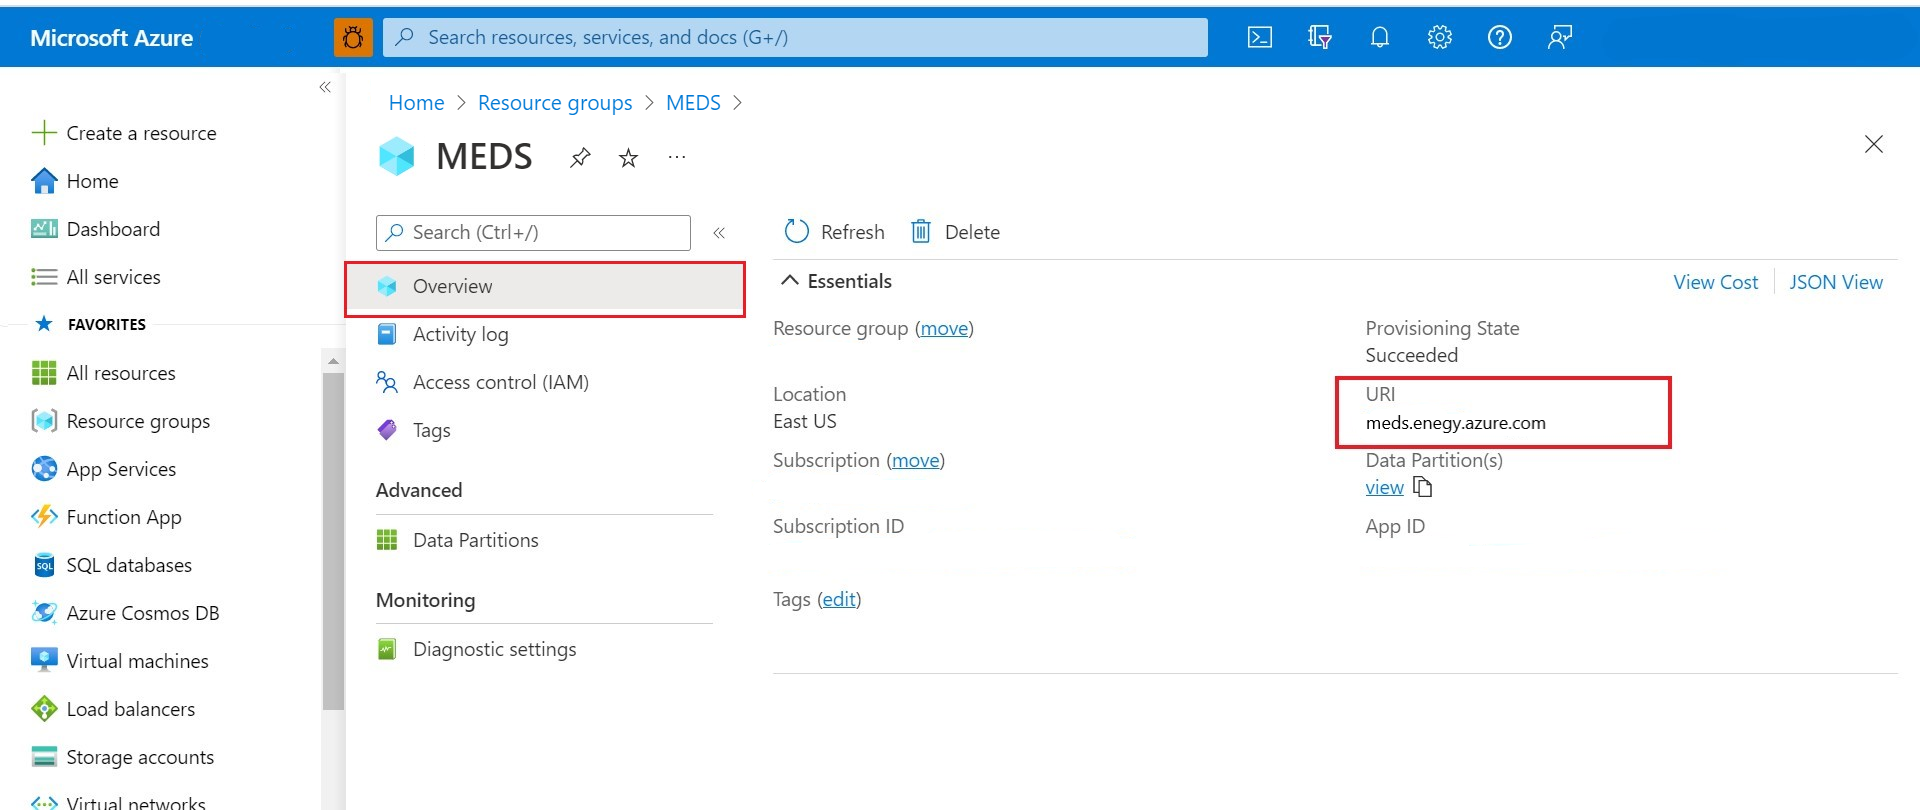 Microsoft Azure
Search resources, services, and docs (G+/)
Create a resource
Home
Dashboard
All services
FAVORITES
All resources
Resource groups
App Services
Function App
SQL
SQL databases
Azure Cosmos DB
Virtual machines
Load balancers
Storage accounts
Virtual networks
Home > Resource groups > MEDS >
MEDS
Search (Ctrl+/)
Overview
Activity log
Access control (IAM)
Tags
Advanced
Data Partitions
Monitoring
Diagnostic settings
Refresh
Delete
Essentials
View Cost
JSON View
Resource group (move)
Location
East US
Subscription (move)
Subscription ID
Tags (edit)
Provisioning State
Succeeded
URI
meds.enegy.azure.com
Data Partition(s)
view
App ID